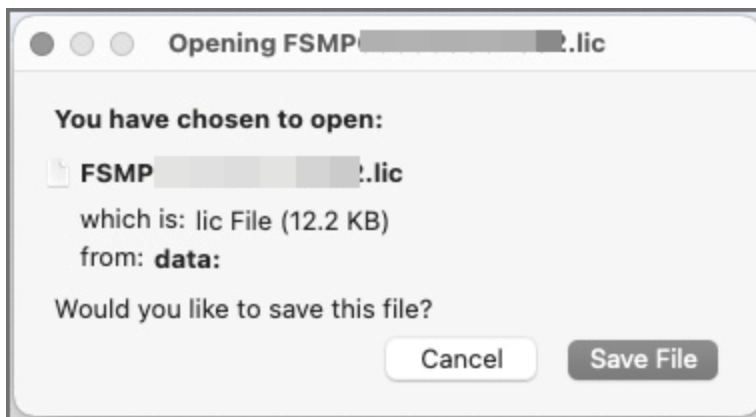 Opening FSMP .lic
You have chosen to open:
FSMP .lic
which is: lic File (12.2 KB)
from: data:
Would you like to save this file?
Cancel Save File